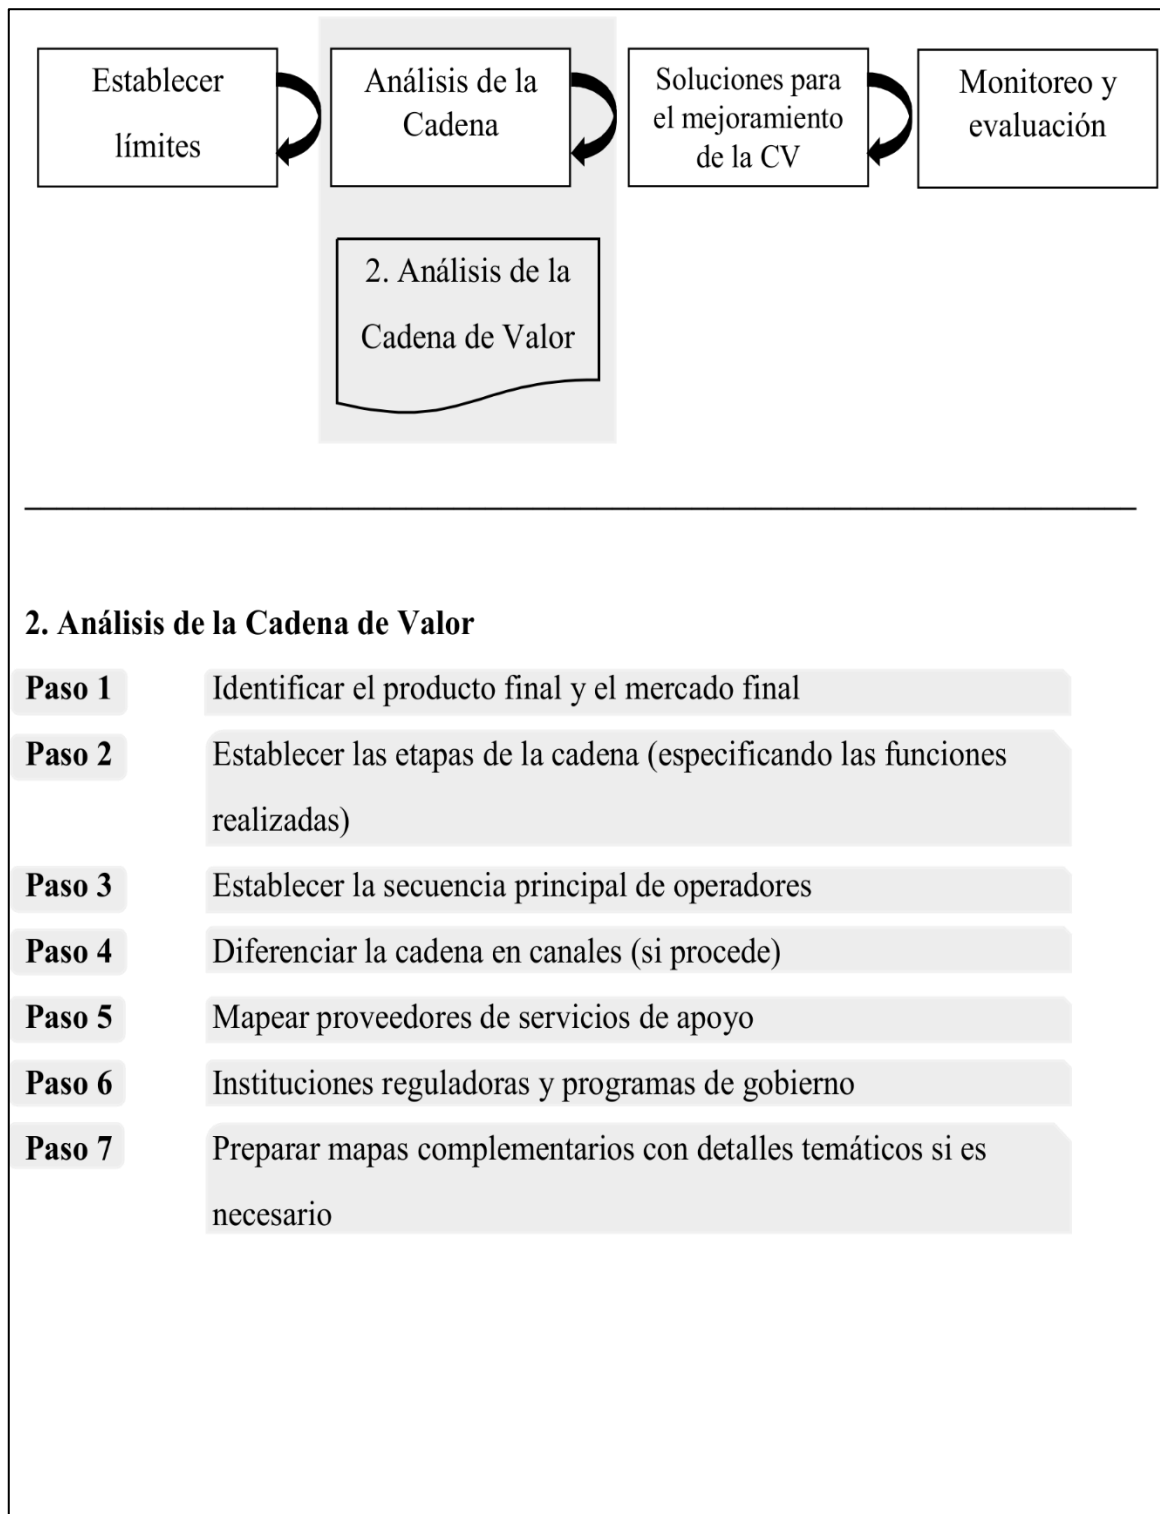 Establecer
límites
Análisis de la
Cadena
Soluciones para
el mejoramiento
de la CV
Monitoreo y
evaluación
2. Análisis de la
Cadena de Valor
2. Análisis de la Cadena de Valor
Paso 1 Identificar el producto final y el mercado final
Paso 2 Establecer las etapas de la cadena (especificando las funciones
realizadas)
Paso 3 Establecer la secuencia principal de operadores
Paso 4 Diferenciar la cadena en canales (si procede)
Paso 5 Mapear proveedores de servicios de apoyo
Paso 6 Instituciones reguladoras y programas de gobierno
Paso 7 Preparar mapas complementarios con detalles temáticos si es
necesario